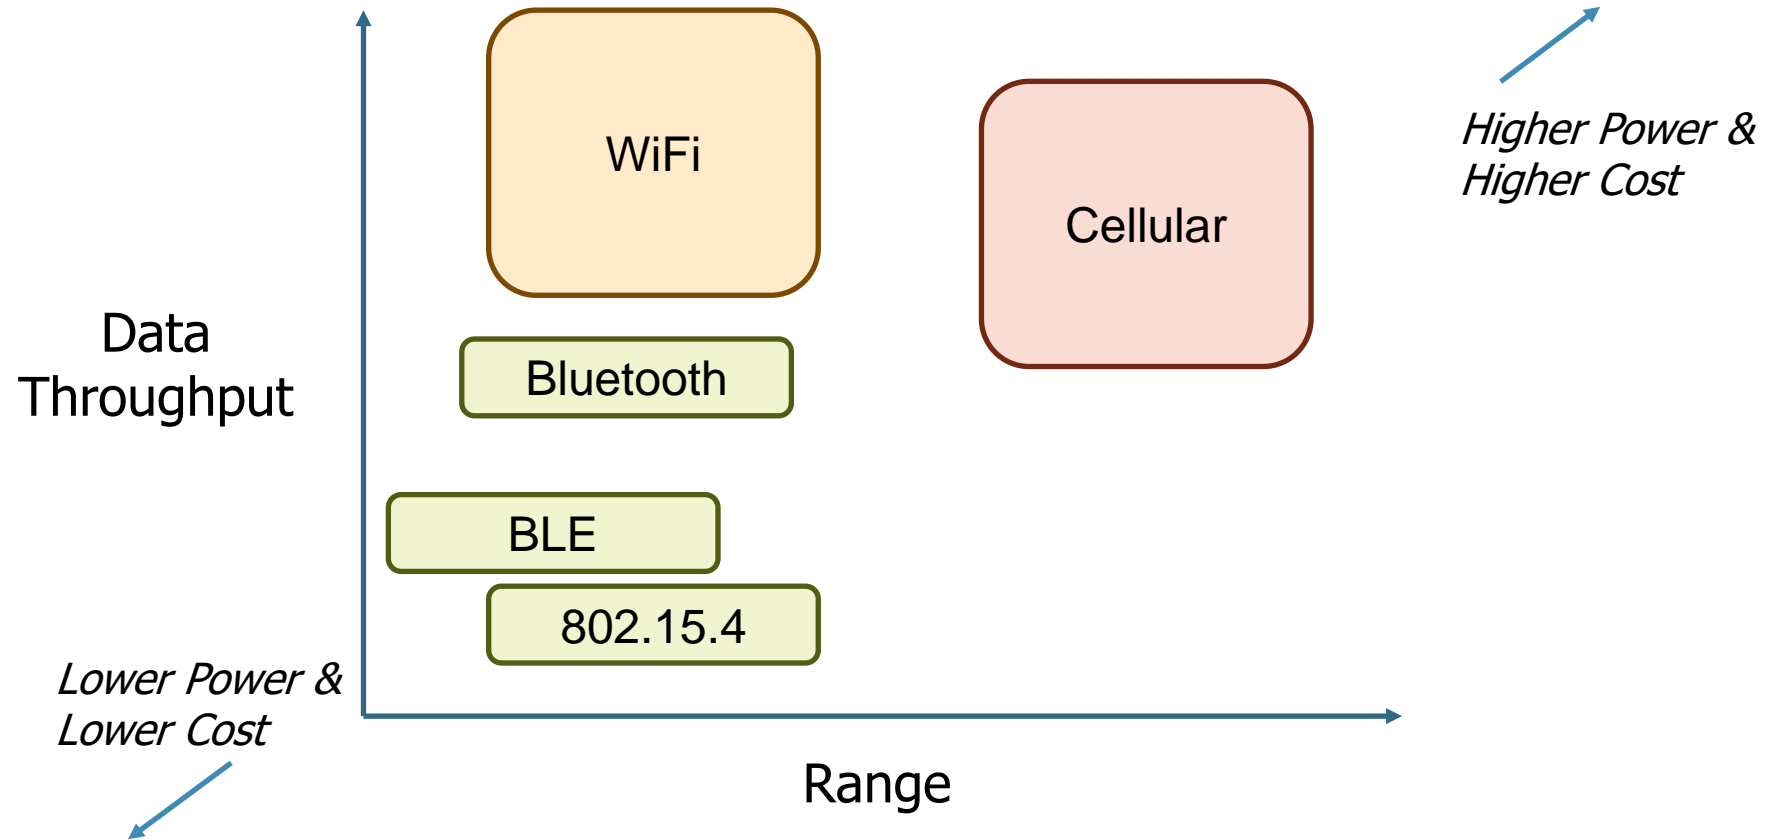 WiFi
Higher Power &
Higher Cost
Cellular
Data
Throughput
Bluetooth
BLE
802.15.4
Lower Power &
Lower Cost
Range